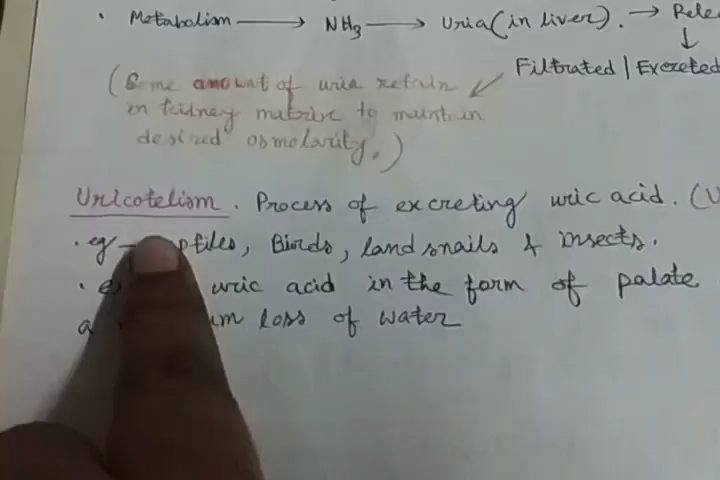 • Metabolism → NH3 → Uria (in liver). → Rele
↓
Filtrated | Excreted
(Some amount of uria retain
in kidney matrix to maintain
desired osmolarity.)
Uricotelism. Process of excreting uric acid. (U
• eg - ptiles, Birds, land snails & insects.
• e uric acid in the form of palate
a m loss of water